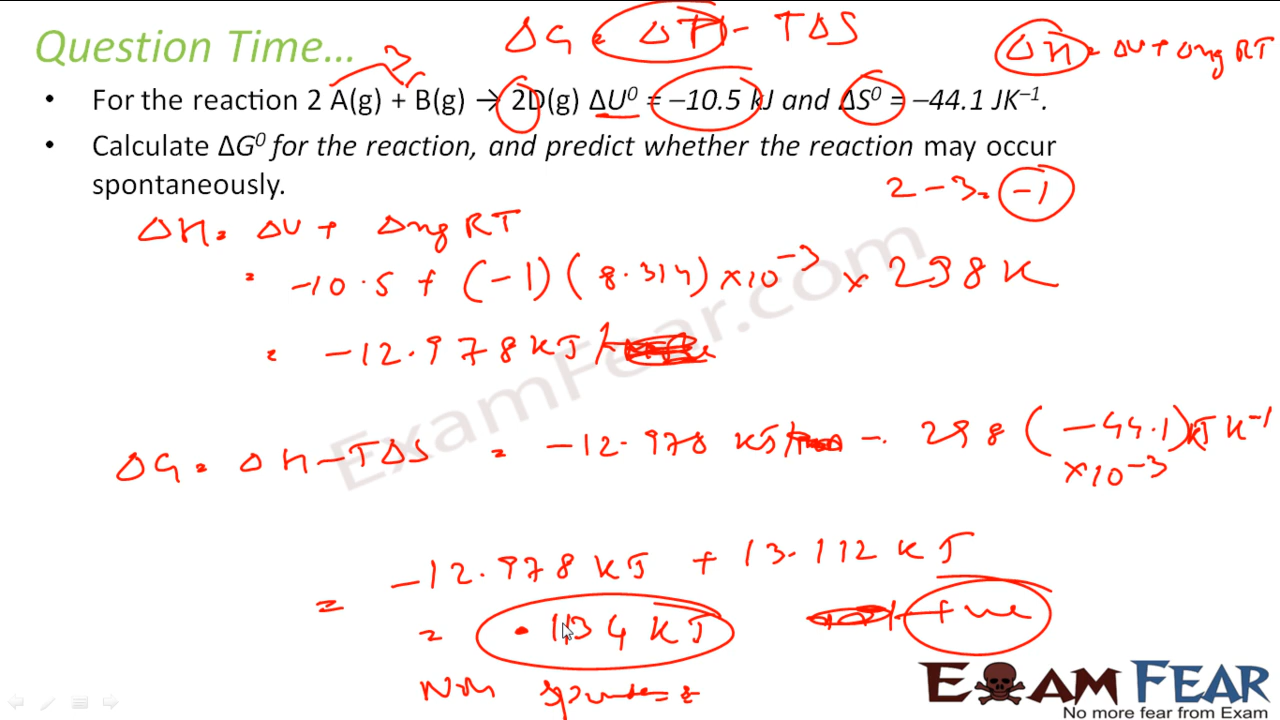 Question Time...
ΔG = ΔH - TΔS
ΔH = ΔU + Δng RT
• For the reaction 2 A(g) + B(g) → 2D(g) ΔU⁰ = –10.5 kJ and ΔS⁰ = –44.1 JK⁻¹.
• Calculate ΔG⁰ for the reaction, and predict whether the reaction may occur
spontaneously.
2 - 3 = -1
ΔH = ΔU + Δng RT
= -10.5 + (-1) (8.314) ×10⁻³ × 298 K
= -12.978 KJ/
ΔG = ΔH - TΔS = -12.978 KJ/ - 298 (-44.1) KJ K⁻¹
×10⁻³
= -12.978 KJ + 13.112 KJ
= .134 KJ + ve
Non
ExamFear.com
EXAM FEAR
No more fear from Exam